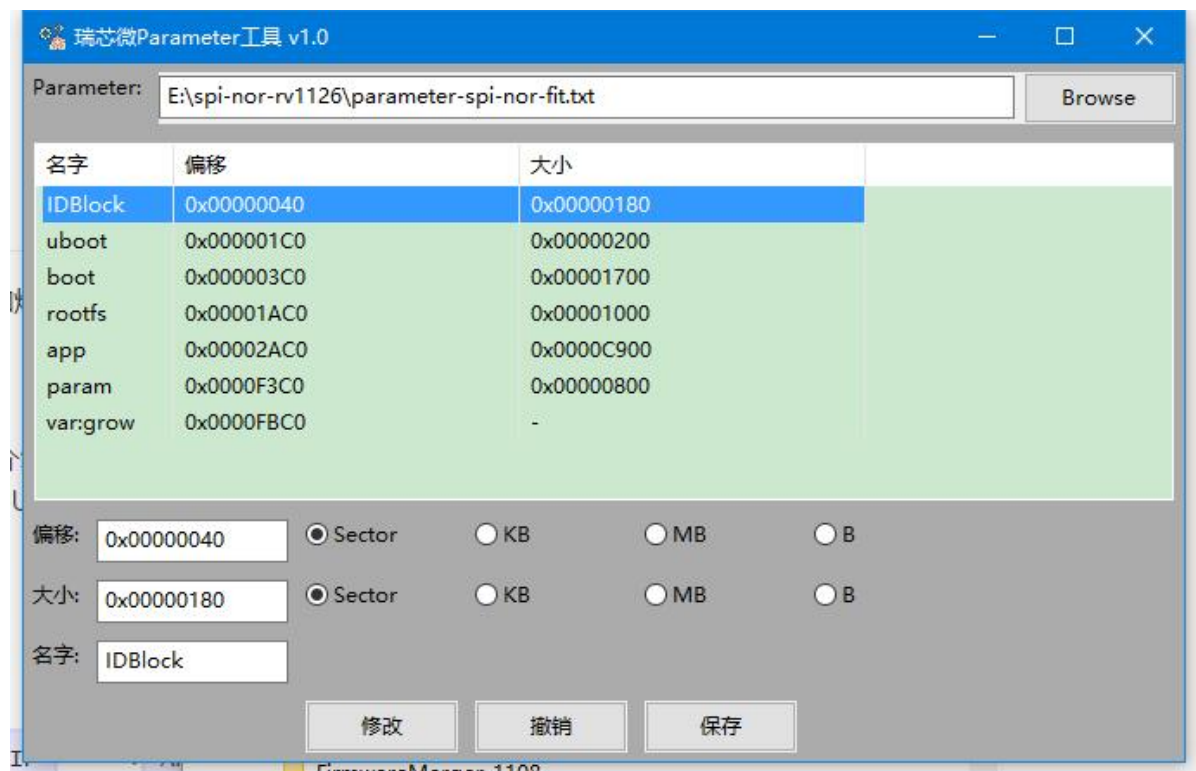 瑞芯微Parameter工具 v1.0
Parameter: E:\spi-nor-rv1126\parameter-spi-nor-fit.txt Browse
名字 偏移 大小
IDBlock 0x00000040 0x00000180
uboot 0x000001C0 0x00000200
boot 0x000003C0 0x00001700
rootfs 0x00001AC0 0x00001000
app 0x00002AC0 0x0000C900
param 0x0000F3C0 0x00000800
var:grow 0x0000FBC0 -
偏移: 0x00000040 Sector KB MB B
大小: 0x00000180 Sector KB MB B
名字: IDBlock
修改 撤销 保存